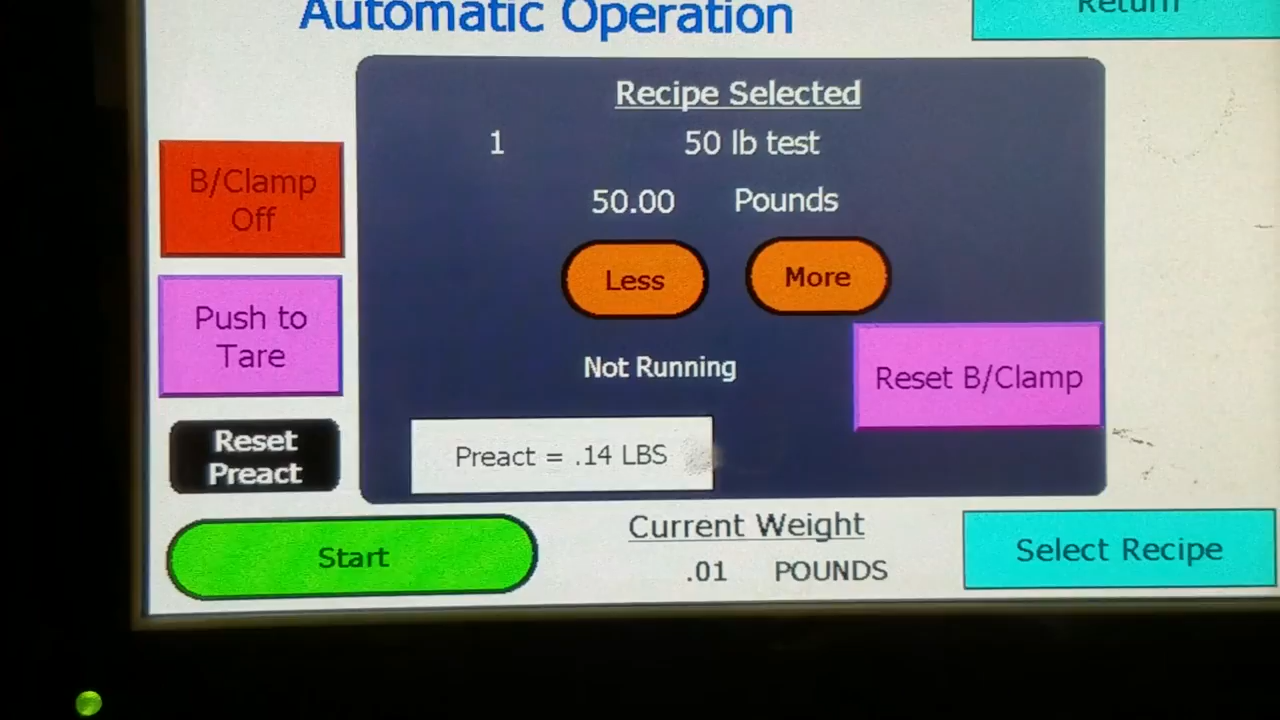 Automatic Operation
Return
Recipe Selected
1 50 lb test
50.00 Pounds
B/Clamp
Off
Less
More
Push to
Tare
Not Running
Reset B/Clamp
Reset
Preact
Preact = .14 LBS
Start
Current Weight
.01 POUNDS
Select Recipe